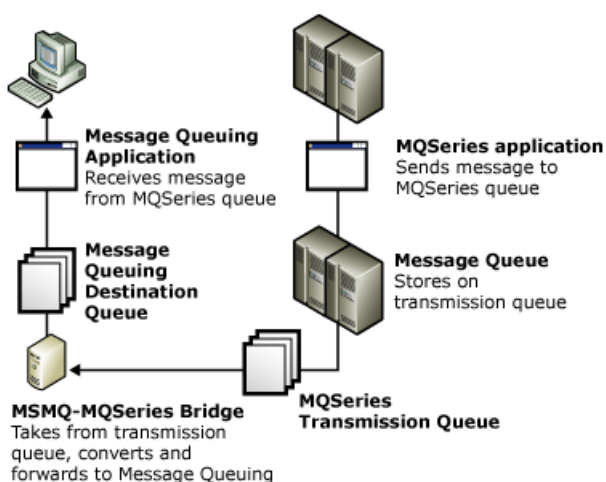 Message Queuing
Application
Receives message
from MQSeries queue
MQSeries application
Sends message to
MQSeries queue
Message
Queuing
Destination
Queue
Message Queue
Stores on
transmission queue
MSMQ-MQSeries Bridge
Takes from transmission
queue, converts and
forwards to Message Queuing
MQSeries
Transmission Queue